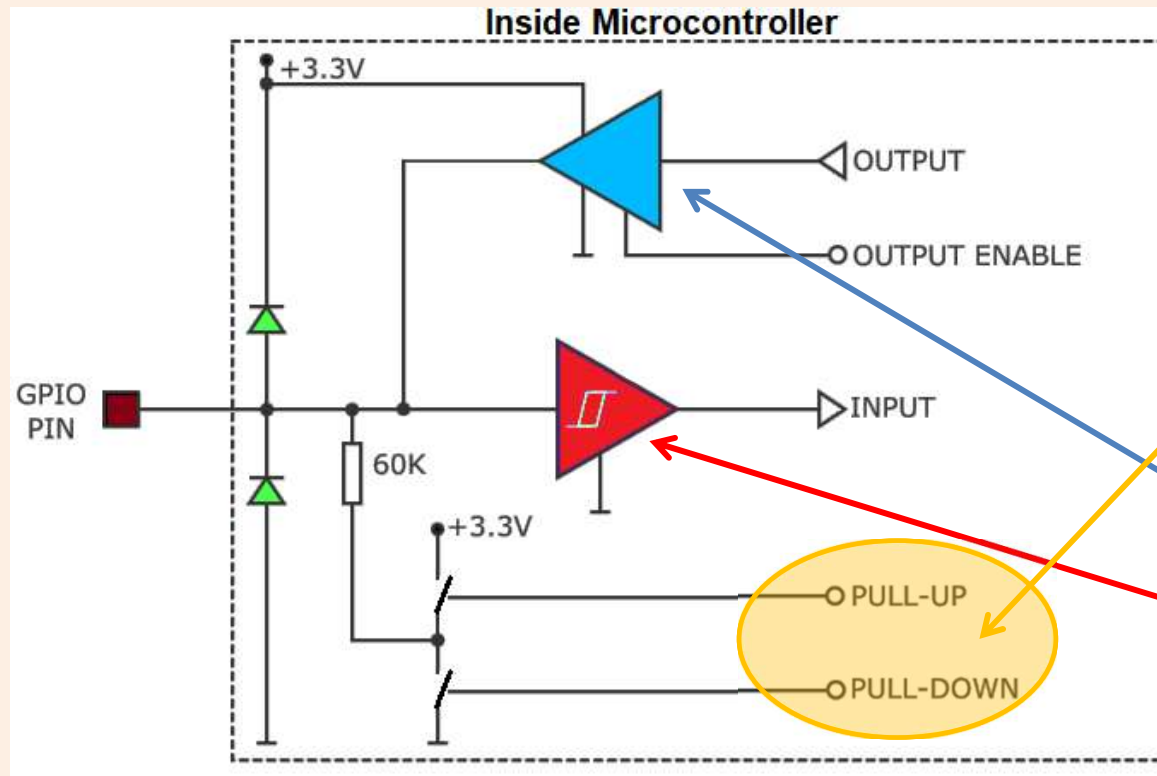 Inside Microcontroller
+3.3V
OUTPUT
OUTPUT ENABLE
GPIO
PIN
INPUT
60K
+3.3V
PULL-UP
PULL-DOWN